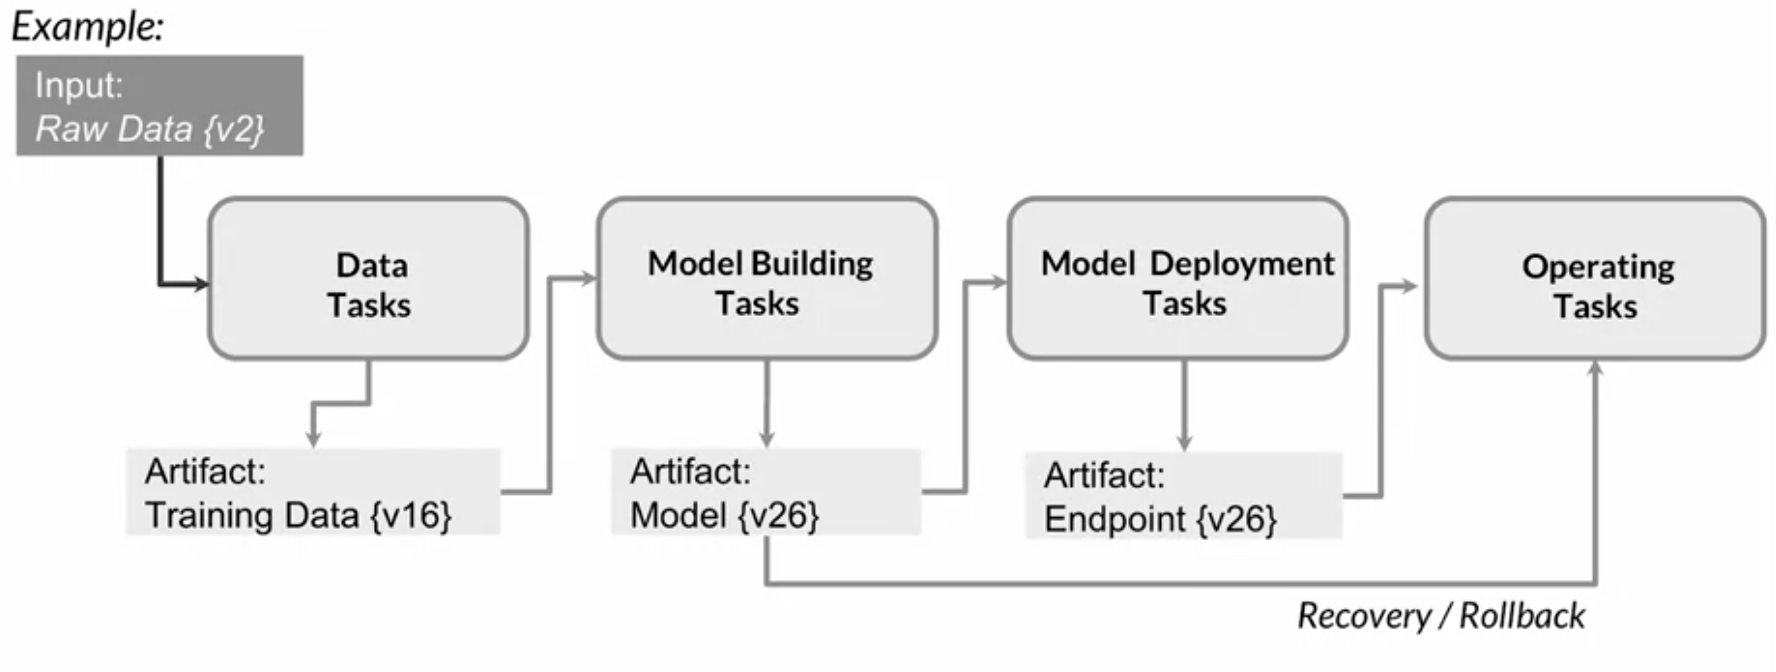 Example:
Input:
Raw Data {v2}
Data
Tasks
Model Building
Tasks
Model Deployment
Tasks
Operating
Tasks
Artifact:
Training Data {v16}
Artifact:
Model {v26}
Artifact:
Endpoint {v26}
Recovery / Rollback